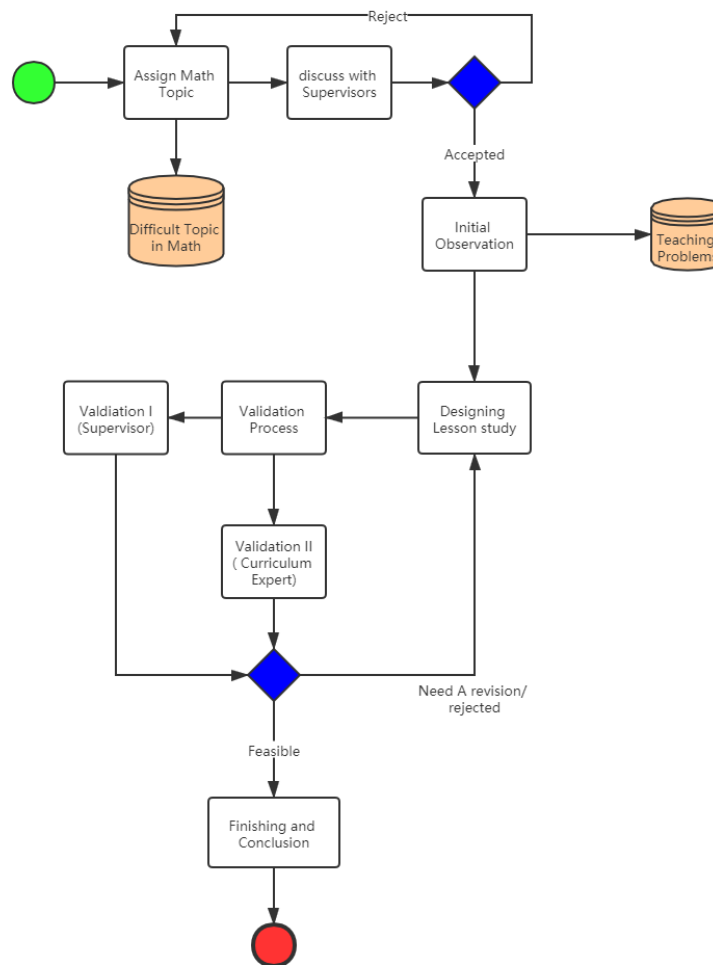 Reject
Assign Math
Topic
discuss with
Supervisors
Accepted
Difficult Topic
in Math
Initial
Observation
Teaching
Problems
Valdiation I
(Supervisor)
Validation
Process
Designing
Lesson study
Validation II
( Curriculum
Expert)
Need A revision/
rejected
Feasible
Finishing and
Conclusion